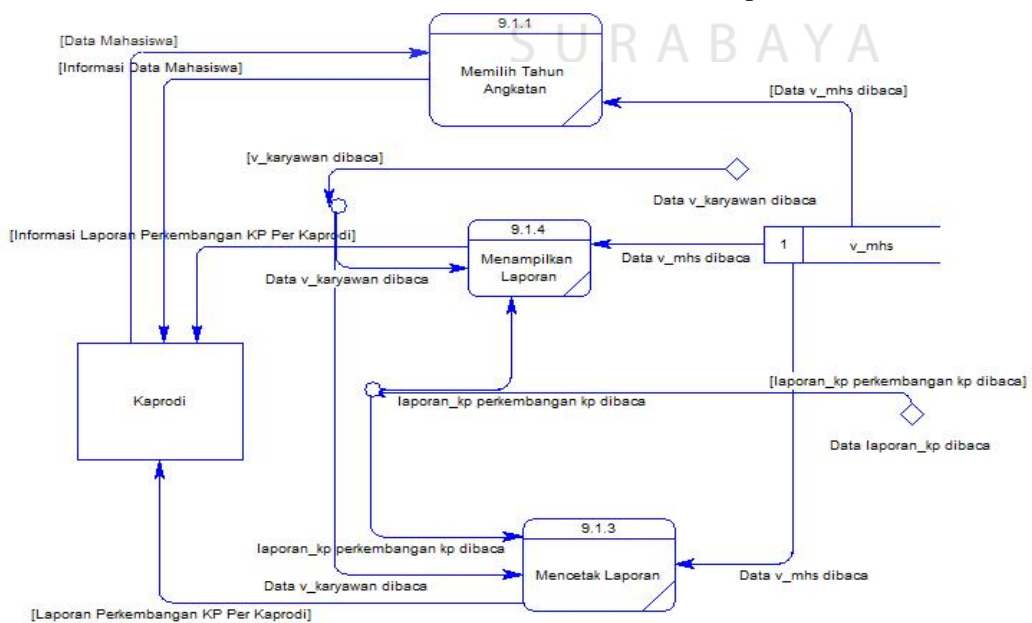 SURABAYA
9.1.1
[Data Mahasiswa]
[Informasi Data Mahasiswa]
Memilih Tahun
Angkatan
[Data v_mhs dibaca]
[v_karyawan dibaca]
Data v_karyawan dibaca
[Informasi Laporan Perkembangan KP Per Kaprodi]
9.1.4
1
v_mhs
Menampilkan
Laporan
Data v_mhs dibaca
Data v_karyawan dibaca
Kaprodi
[laporan_kp perkembangan kp dibaca]
laporan_kp perkembangan kp dibaca
Data laporan_kp dibaca
9.1.3
laporan_kp perkembangan kp dibaca
Mencetak Laporan
Data v_mhs dibaca
Data v_karyawan dibaca
[Laporan Perkembangan KP Per Kaprodi]